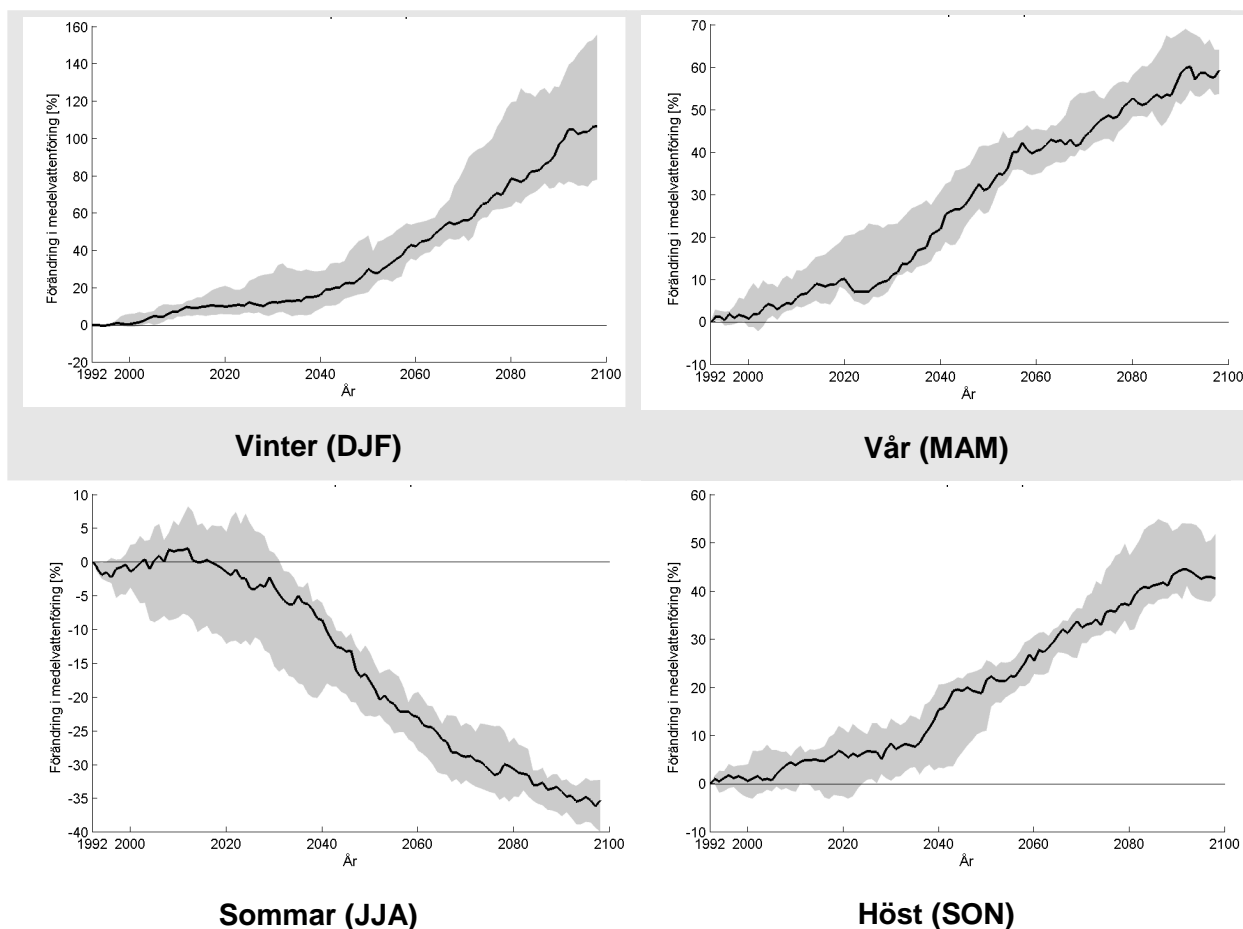 160
140
120
100
80
60
40
20
0
-20
Förändring i medelvattenföring [%]
1992 2000 2020 2040 2060 2080 2100
År
Vinter (DJF)
70
60
50
40
30
20
10
0
-10
Förändring i medelvattenföring [%]
1992 2000 2020 2040 2060 2080 2100
År
Vår (MAM)
10
5
0
-5
-10
-15
-20
-25
-30
-35
-40
Förändring i medelvattenföring [%]
1992 2000 2020 2040 2060 2080 2100
År
Sommar (JJA)
60
50
40
30
20
10
0
-10
Förändring i medelvattenföring [%]
1992 2000 2020 2040 2060 2080 2100
År
Höst (SON)